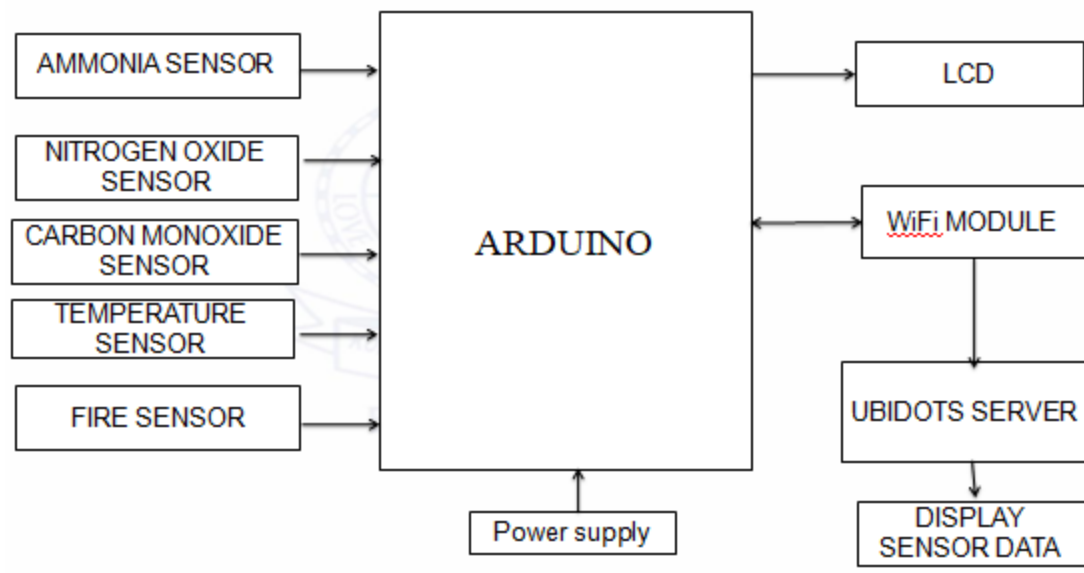 AMMONIA SENSOR
NITROGEN OXIDE
SENSOR
CARBON MONOXIDE
SENSOR
TEMPERATURE
SENSOR
FIRE SENSOR
ARDUINO
Power supply
LCD
WiFi MODULE
UBIDOTS SERVER
DISPLAY
SENSOR DATA